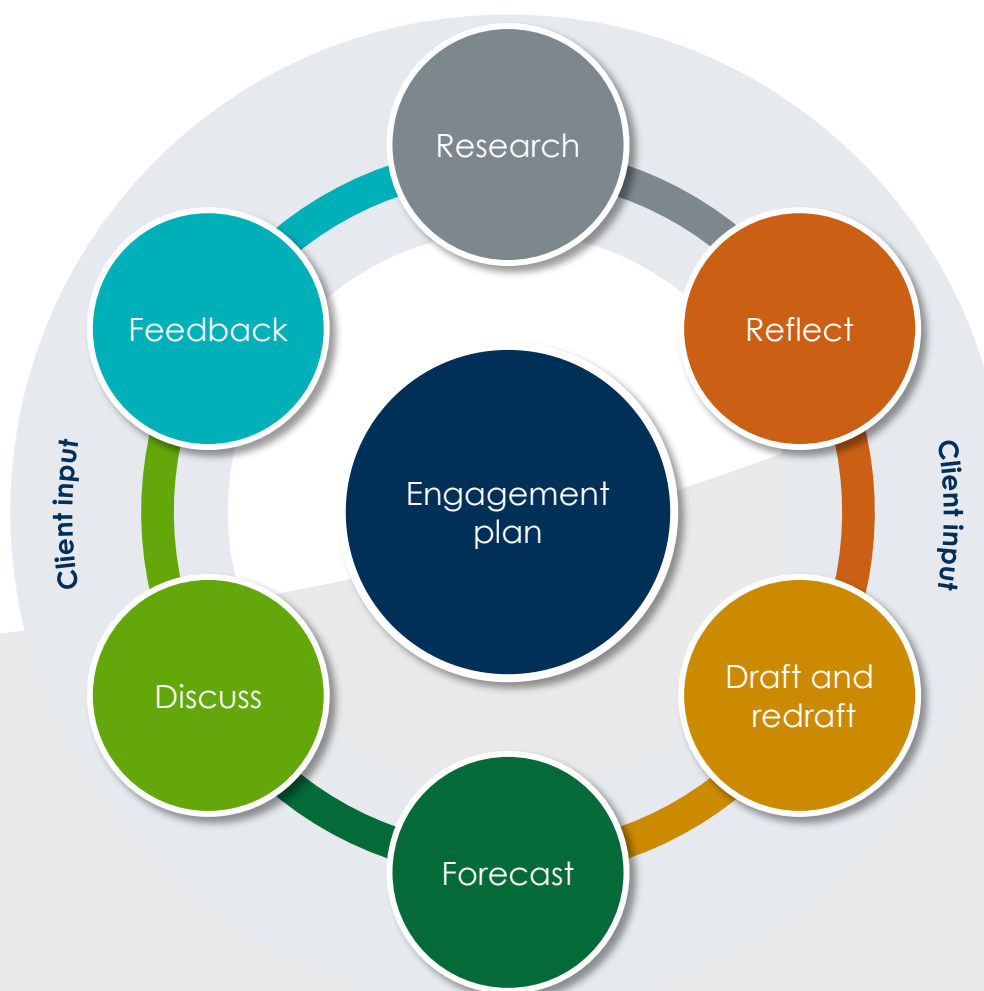 Research
Reflect
Draft and
redraft
Forecast
Discuss
Feedback
Engagement
plan
Client input
Client input